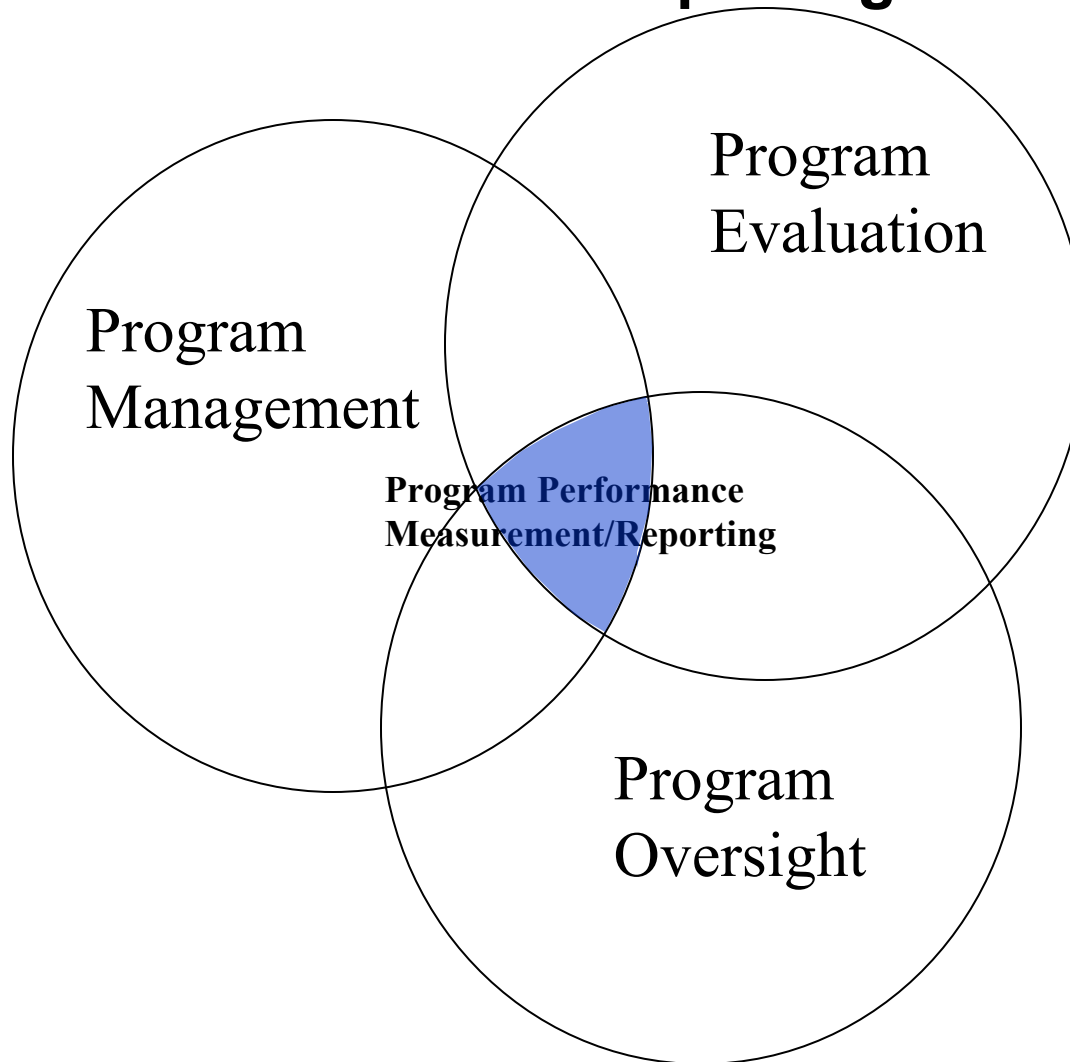 Program
Evaluation
Program
Management
Program Performance
Measurement/Reporting
Program
Oversight